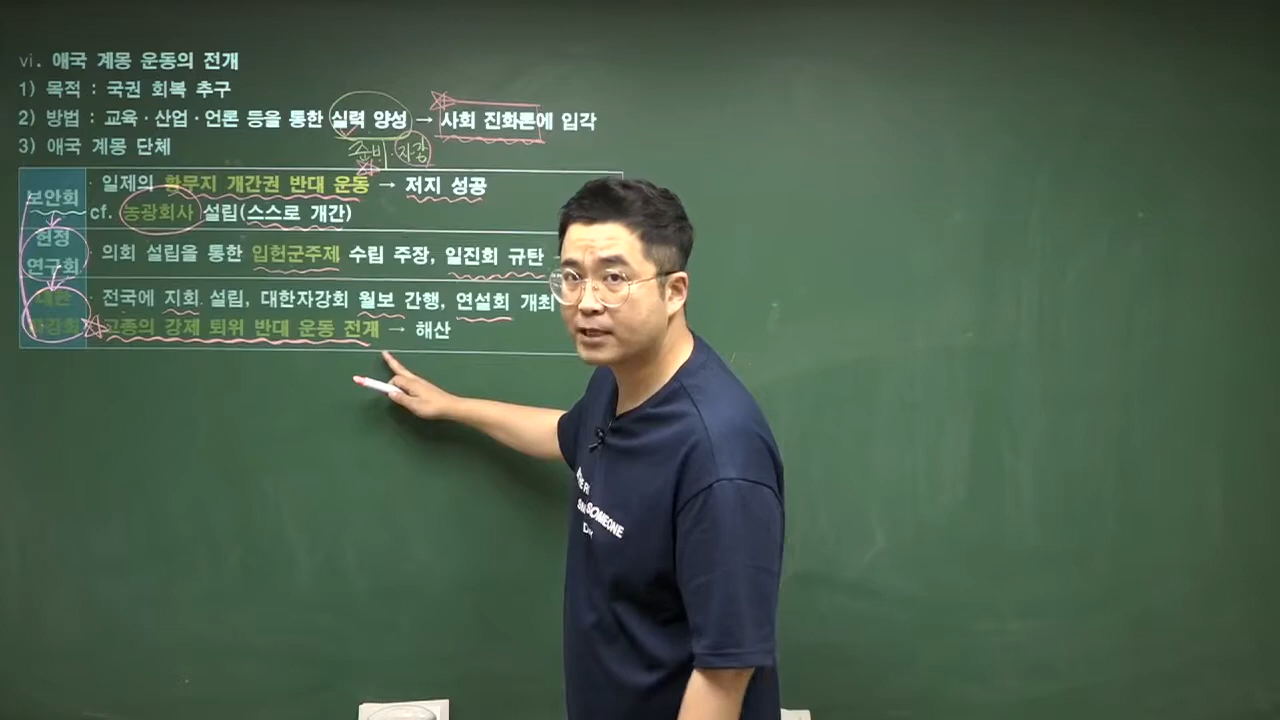 vi. 애국 계몽 운동의 전개
1) 목적 : 국권 회복 추구
2) 방법 : 교육·산업·언론 등을 통한 실력 양성 → 사회 진화론에 입각
준비·자강
3) 애국 계몽 단체
보안회
· 일제의 황무지 개간권 반대 운동 → 저지 성공
cf. 농광회사 설립(스스로 개간)
헌정
연구회
· 의회 설립을 통한 입헌군주제 수립 주장, 일진회 규탄
대한
자강회
· 전국에 지회 설립, 대한자강회 월보 간행, 연설회 개최
고종의 강제 퇴위 반대 운동 전개 → 해산
SOMEONE